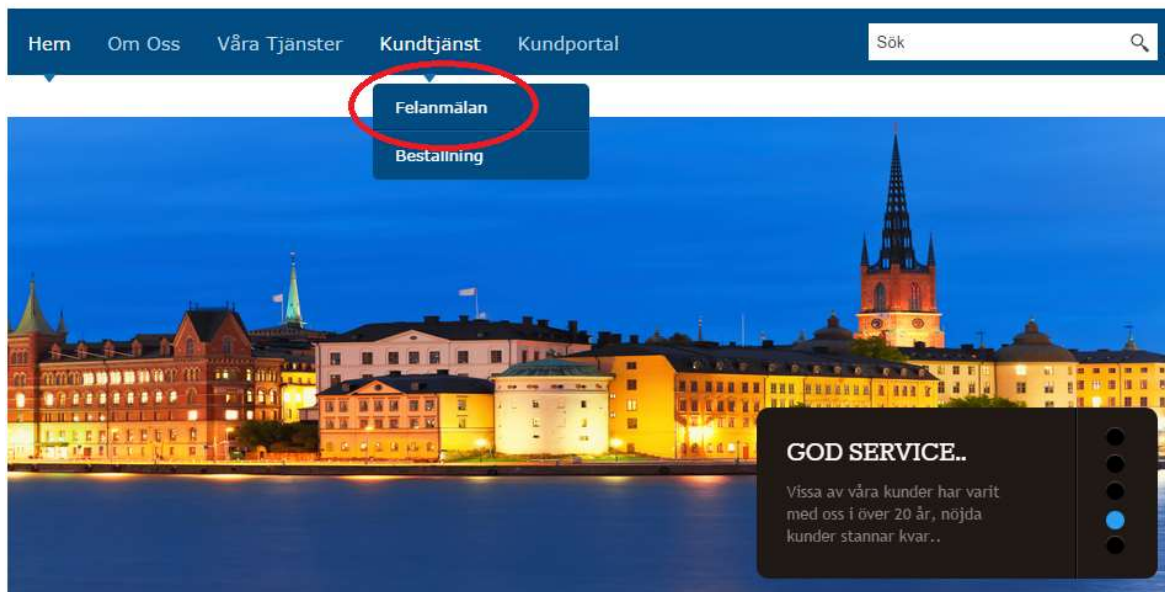 Hem Om Oss Våra Tjänster Kundtjänst Kundportal Sök
Felanmälan
Beställning
GOD SERVICE..
Vissa av våra kunder har varit
med oss i över 20 år, nöjda
kunder stannar kvar..